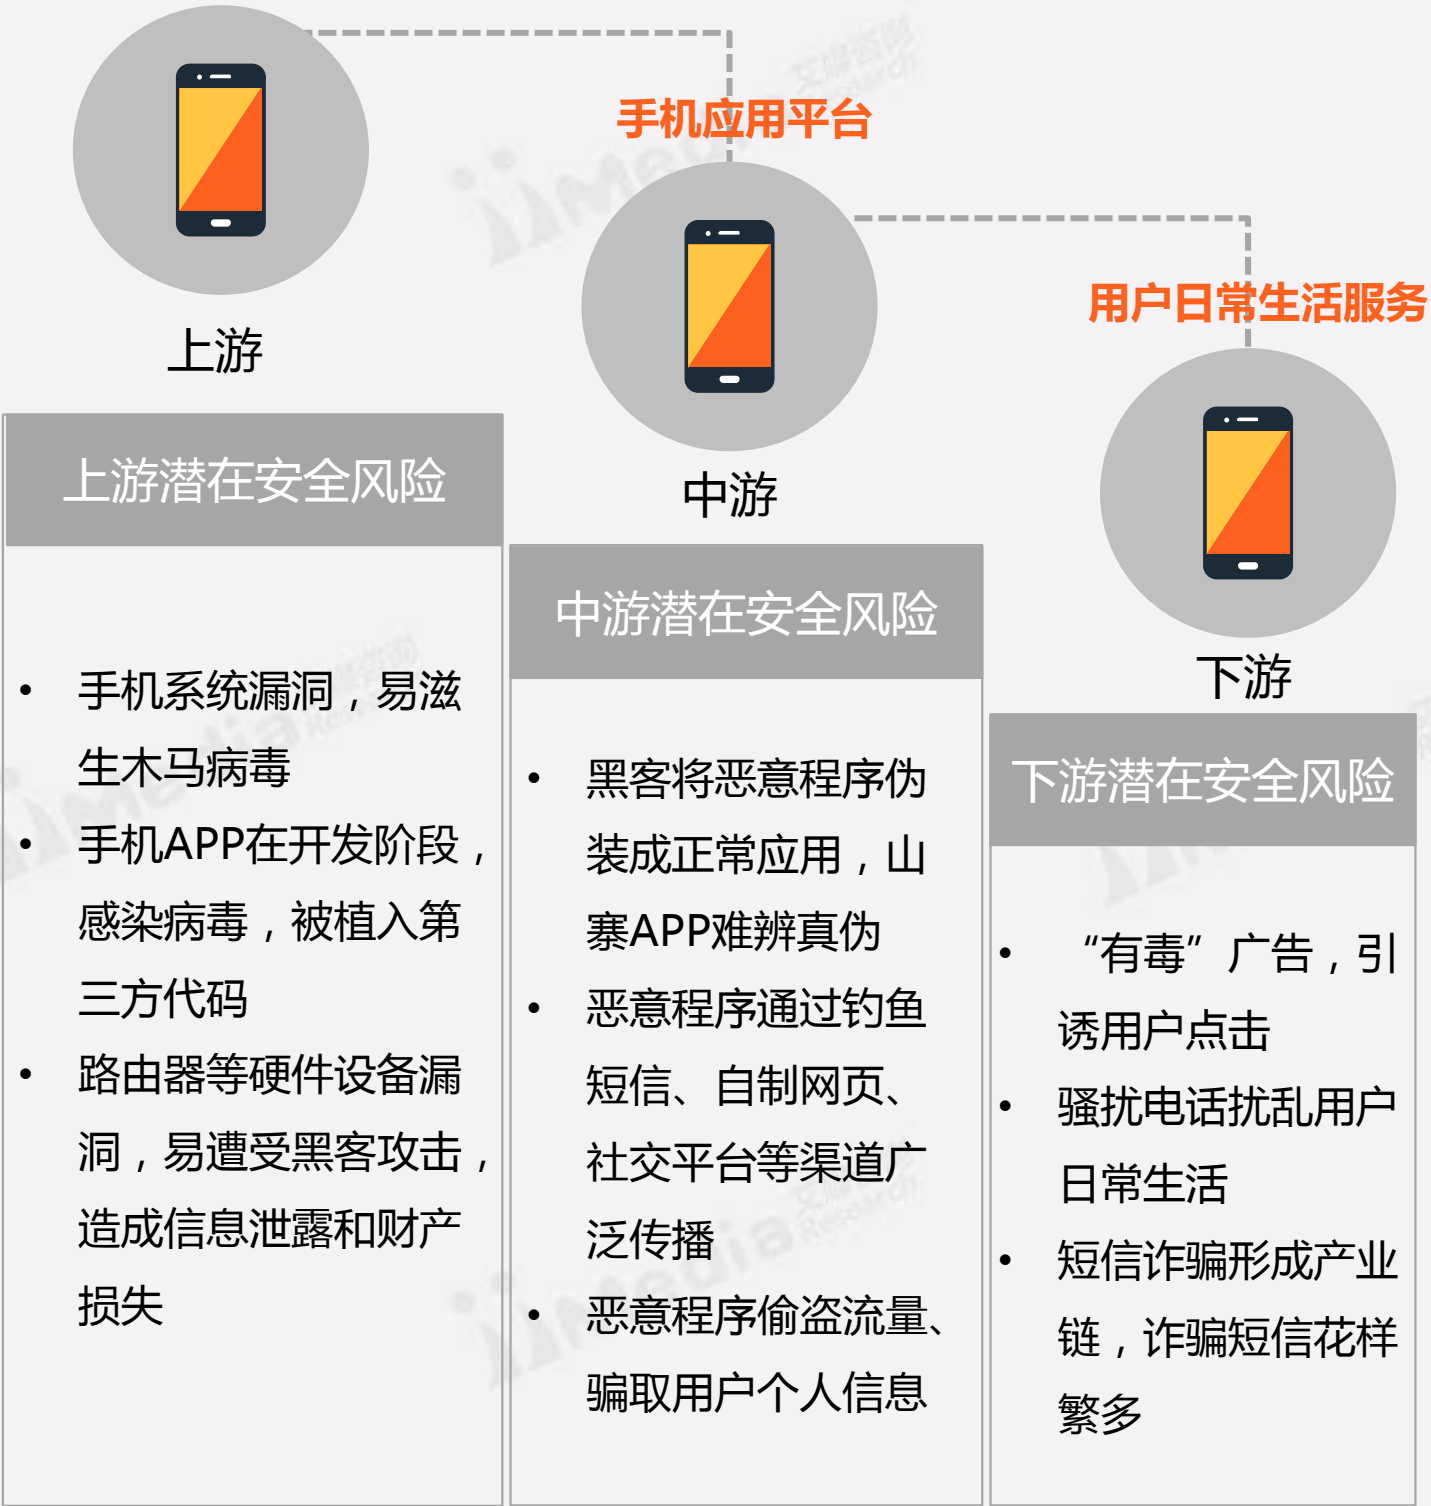 手机应用平台
用户日常生活服务
上游
上游潜在安全风险
• 手机系统漏洞，易滋
生木马病毒
• 手机APP在开发阶段，
感染病毒，被植入第
三方代码
• 路由器等硬件设备漏
洞，易遭受黑客攻击，
造成信息泄露和财产
损失
中游
中游潜在安全风险
• 黑客将恶意程序伪
装成正常应用，山
寨APP难辨真伪
• 恶意程序通过钓鱼
短信、自制网页、
社交平台等渠道广
泛传播
• 恶意程序偷盗流量、
骗取用户个人信息
下游
下游潜在安全风险
• “有毒”广告，引
诱用户点击
• 骚扰电话扰乱用户
日常生活
• 短信诈骗形成产业
链，诈骗短信花样
繁多
iiMedia Research
艾媒咨询